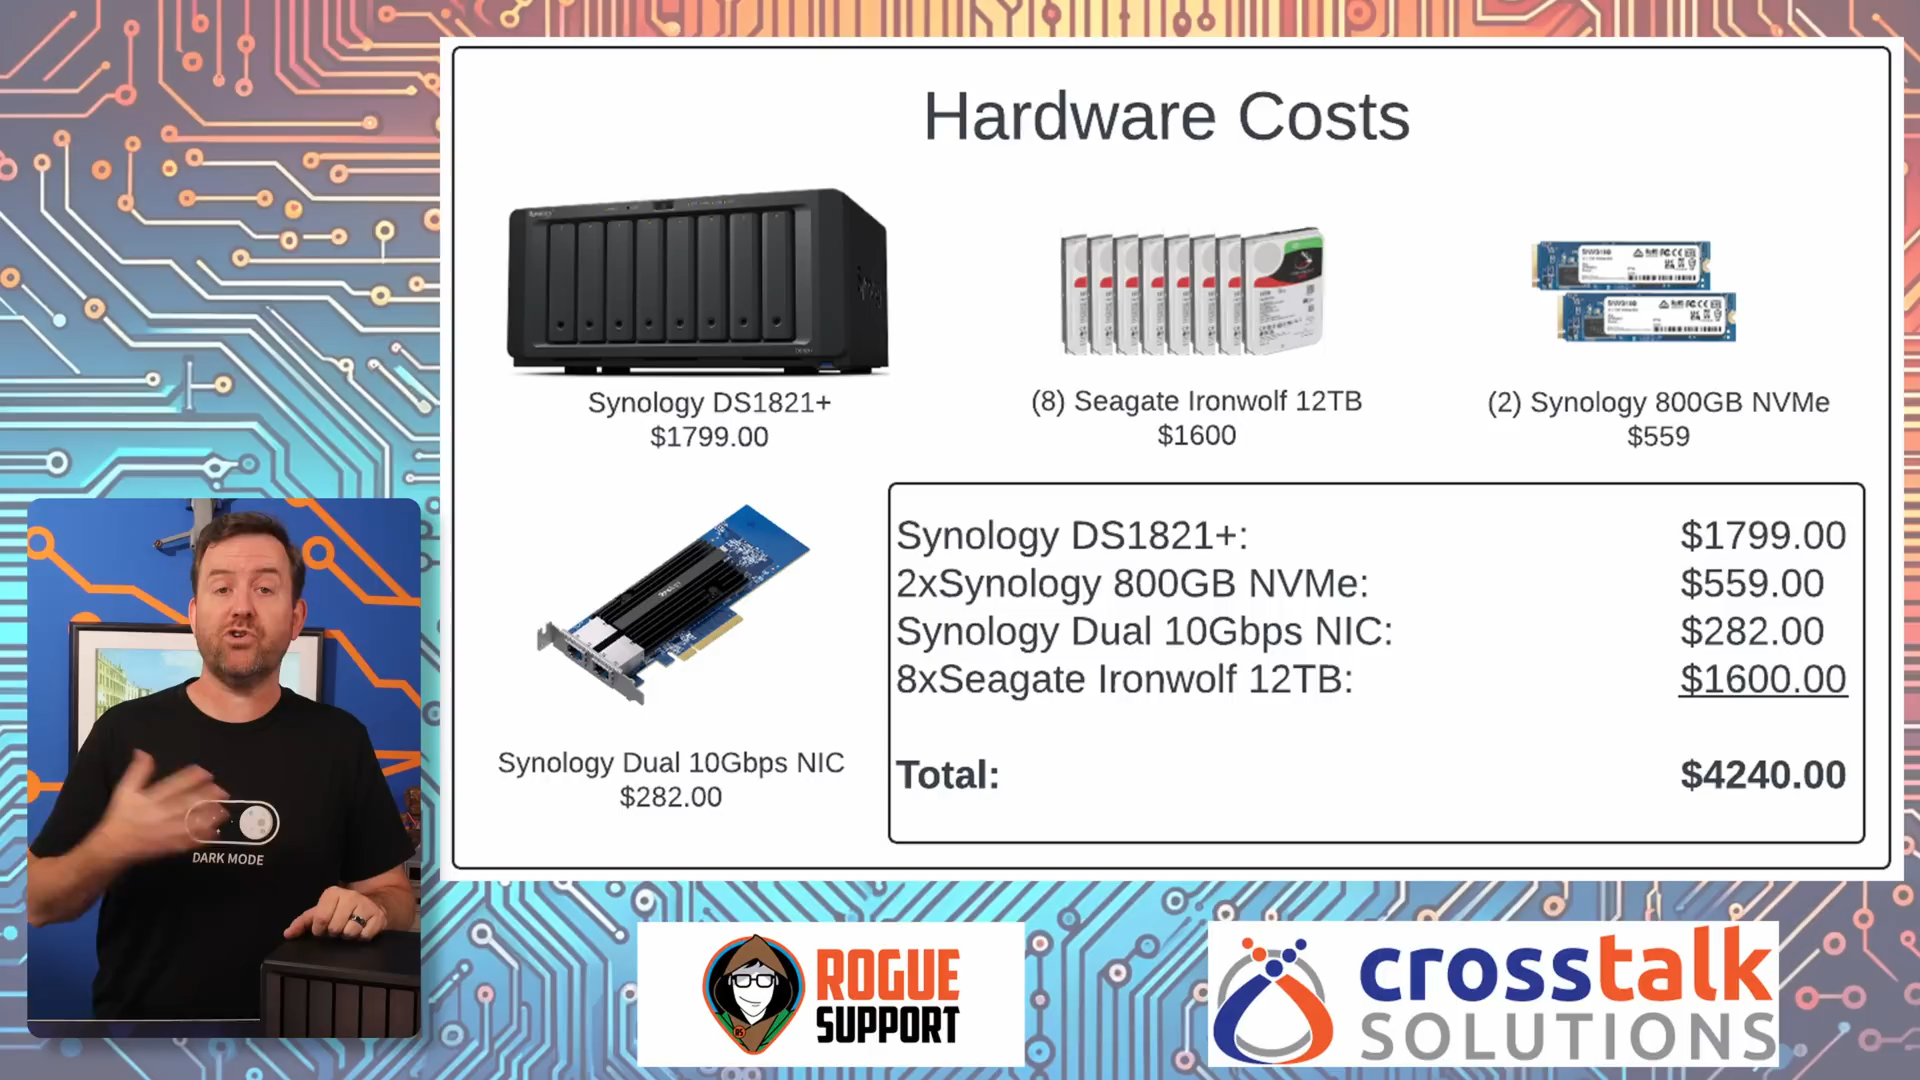 Hardware Costs
Synology DS1821+
$1799.00
(8) Seagate Ironwolf 12TB
$1600
(2) Synology 800GB NVMe
$559
Synology Dual 10Gbps NIC
$282.00
Synology DS1821+: $1799.00
2xSynology 800GB NVMe: $559.00
Synology Dual 10Gbps NIC: $282.00
8xSeagate Ironwolf 12TB: $1600.00
Total: $4240.00
DARK MODE
ROGUE
SUPPORT
crosstalk
SOLUTIONS